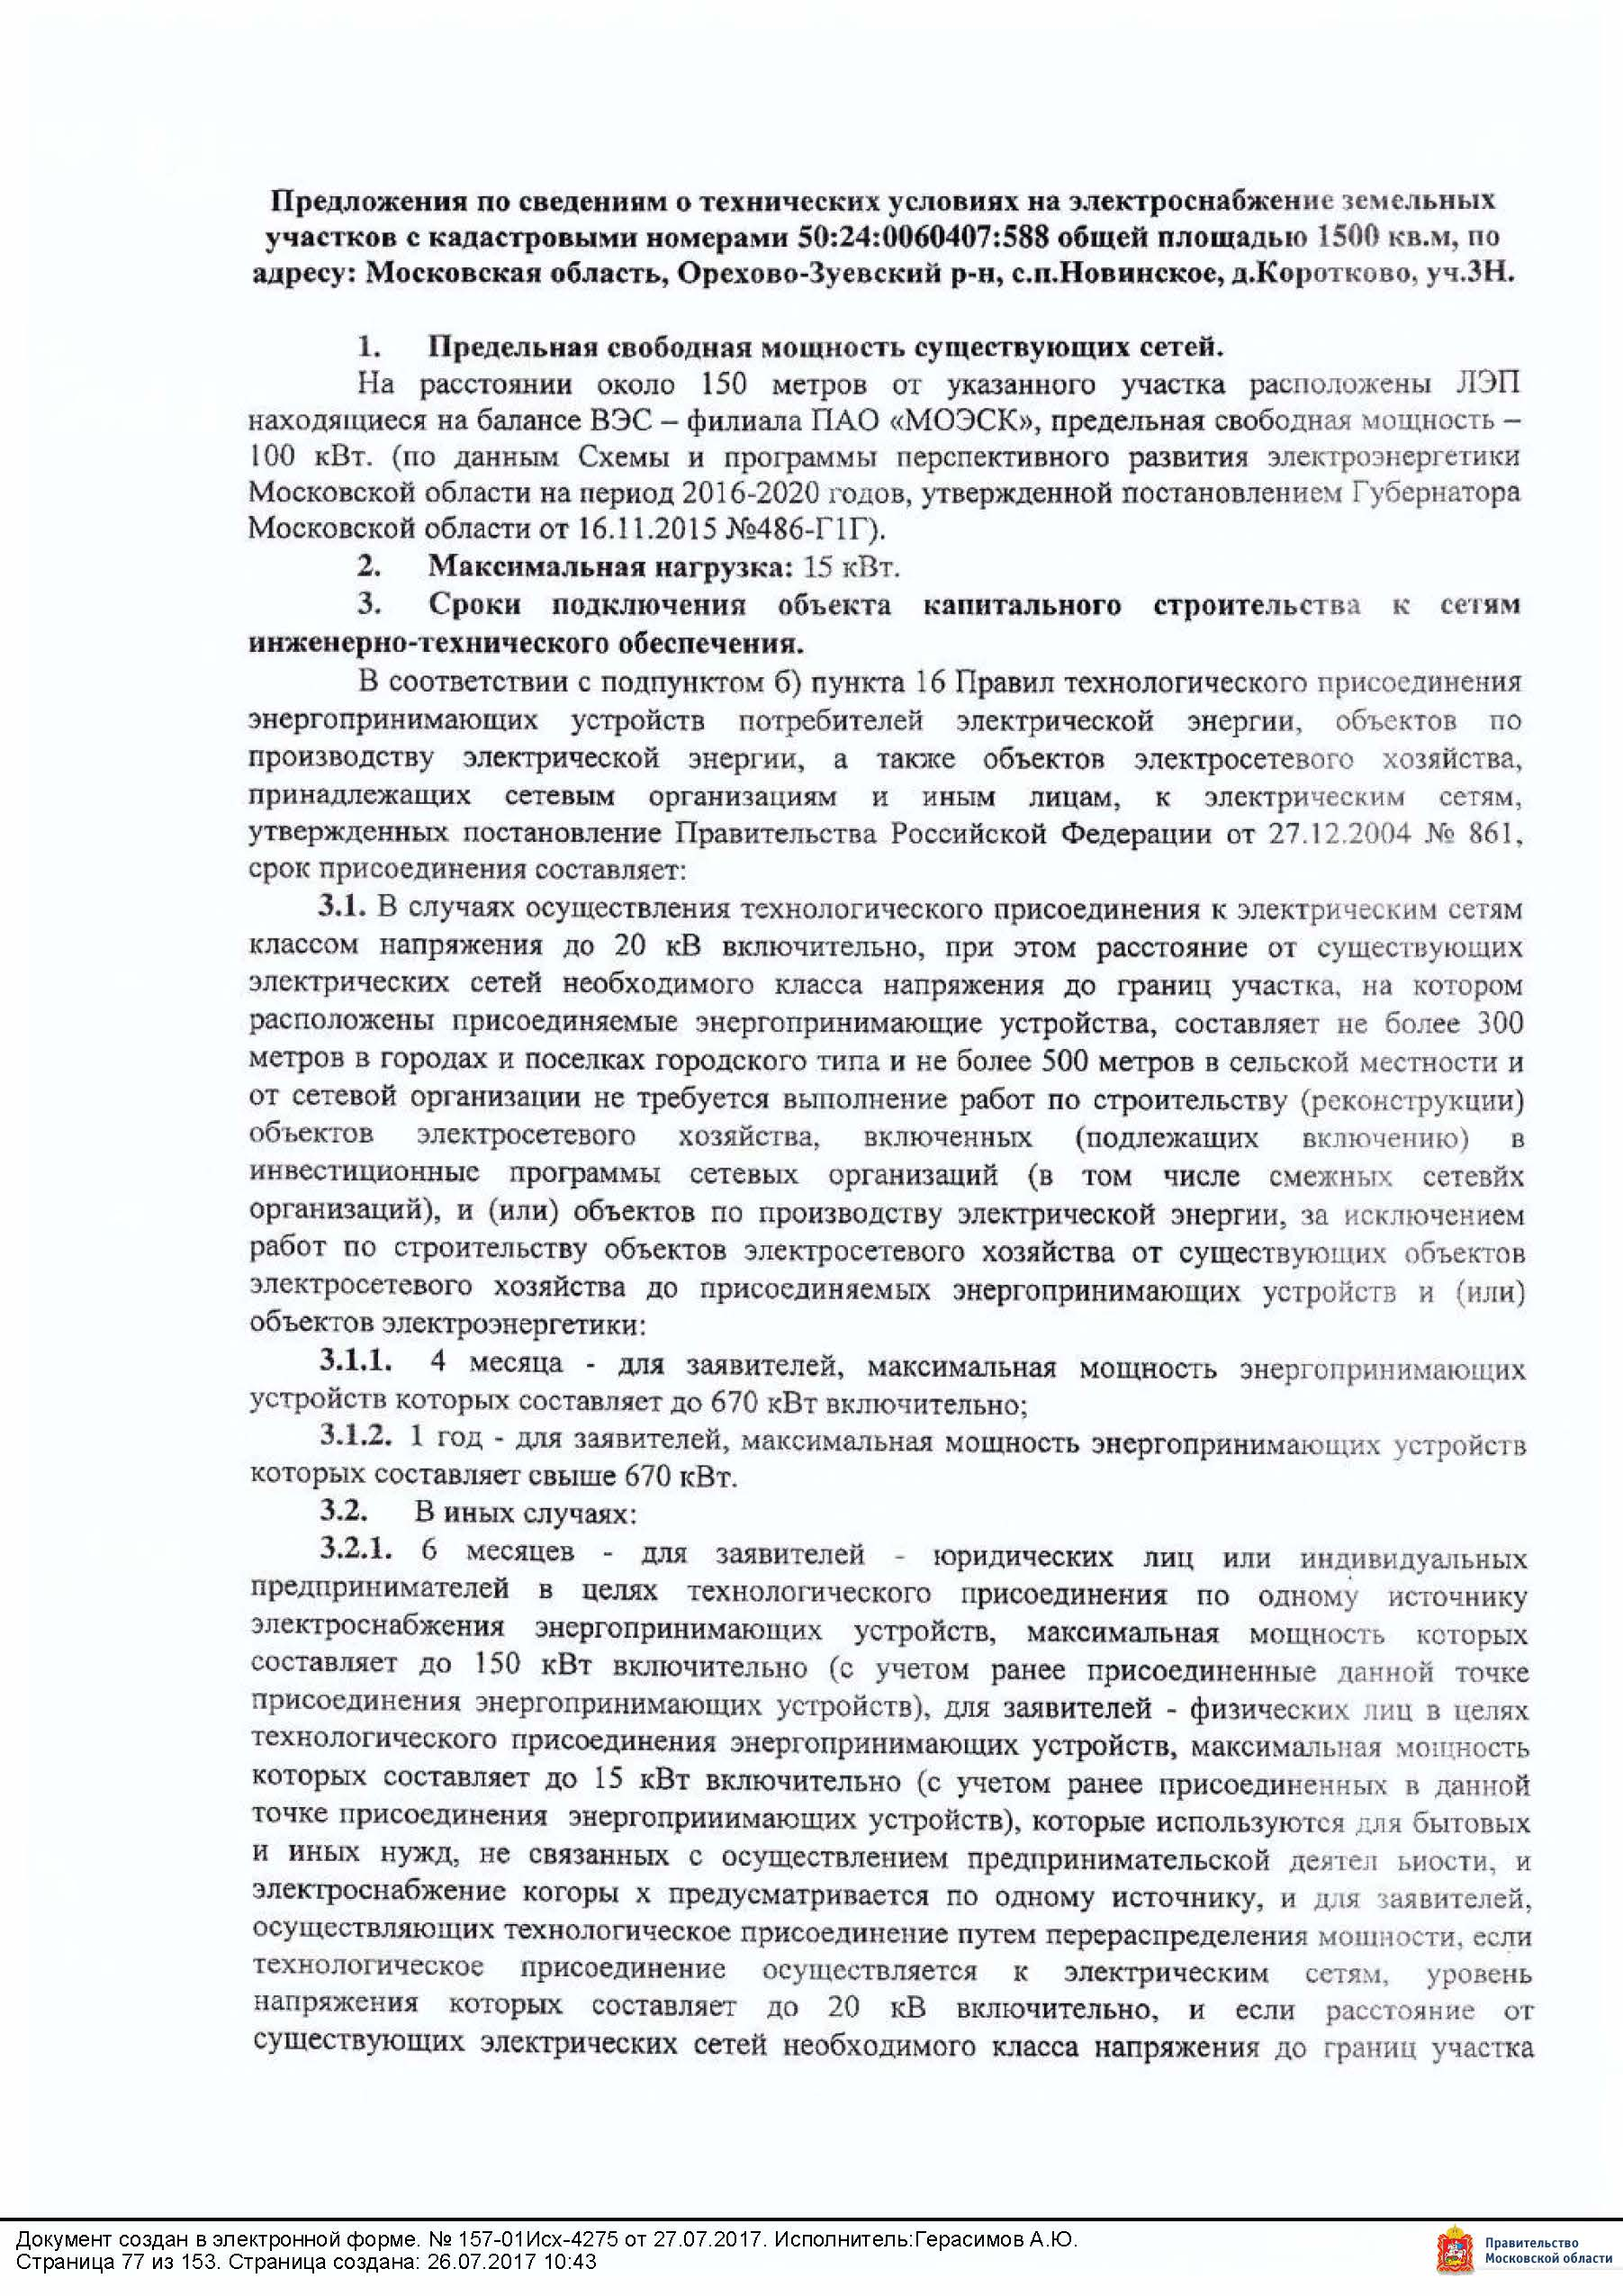 Предложения по сведениям о технических условиях на электроснабжение земельных
участков с кадастровыми номерами 50:24:0060407:588 общей площадью 1500 кв.м, по
адресу: Московская область, Орехово-Зуевский р-н, с.п.Новинское, д.Коротково, уч.3Н.
1. Предельная свободная мощность существующих сетей.
На расстоянии около 150 метров от указанного участка расположены ЛЭП
находящиеся на балансе ВЭС – филиала ПАО «МОЭСК», предельная свободная мощность –
100 кВт. (по данным Схемы и программы перспективного развития электроэнергетики
Московской области на период 2016-2020 годов, утвержденной постановлением Губернатора
Московской области от 16.11.2015 №486-Г1Г).
2. Максимальная нагрузка: 15 кВт.
3. Сроки подключения объекта капитального строительства к сетям
инженерно-технического обеспечения.
В соответствии с подпунктом б) пункта 16 Правил технологического присоединения
энергопринимающих устройств потребителей электрической энергии, объектов по
производству электрической энергии, а также объектов электросетевого хозяйства,
принадлежащих сетевым организациям и иным лицам, к электрическим сетям,
утвержденных постановление Правительства Российской Федерации от 27.12.2004 № 861,
срок присоединения составляет:
3.1. В случаях осуществления технологического присоединения к электрическим сетям
классом напряжения до 20 кВ включительно, при этом расстояние от существующих
электрических сетей необходимого класса напряжения до границ участка, на котором
расположены присоединяемые энергопринимающие устройства, составляет не более 300
метров в городах и поселках городского типа и не более 500 метров в сельской местности и
от сетевой организации не требуется выполнение работ по строительству (реконструкции)
объектов электросетевого хозяйства, включенных (подлежащих включению) в
инвестиционные программы сетевых организаций (в том числе смежных сетевйх
организаций), и (или) объектов по производству электрической энергии, за исключением
работ по строительству объектов электросетевого хозяйства от существующих объектов
электросетевого хозяйства до присоединяемых энергопринимающих устройств и (или)
объектов электроэнергетики:
3.1.1. 4 месяца - для заявителей, максимальная мощность энергопринимающих
устройств которых составляет до 670 кВт включительно;
3.1.2. 1 год - для заявителей, максимальная мощность энергопринимающих устройств
которых составляет свыше 670 кВт.
3.2. В иных случаях:
3.2.1. 6 месяцев - для заявителей - юридических лиц или индивидуальных
предпринимателей в целях технологического присоединения по одному источнику
электроснабжения энергопринимающих устройств, максимальная мощность которых
составляет до 150 кВт включительно (с учетом ранее присоединенные данной точке
присоединения энергопринимающих устройств), для заявителей - физических лиц в целях
технологического присоединения энергопринимающих устройств, максимальная мощность
которых составляет до 15 кВт включительно (с учетом ранее присоединенных в данной
точке присоединения энергоприиимающих устройств), которые используются для бытовых
и иных нужд, не связанных с осуществлением предпринимательской деятел ьиости, и
электроснабжение когоры х предусматривается по одному источнику, и для заявителей,
осуществляющих технологическое присоединение путем перераспределения мощности, если
технологическое присоединение осуществляется к электрическим сетям, уровень
напряжения которых составляет до 20 кВ включительно, и если расстояние от
существующих электрических сетей необходимого класса напряжения до границ участка
Документ создан в электронной форме. № 157-01Исх-4275 от 27.07.2017. Исполнитель:Герасимов А.Ю.
Страница 77 из 153. Страница создана: 26.07.2017 10:43
Правительство
Московской области